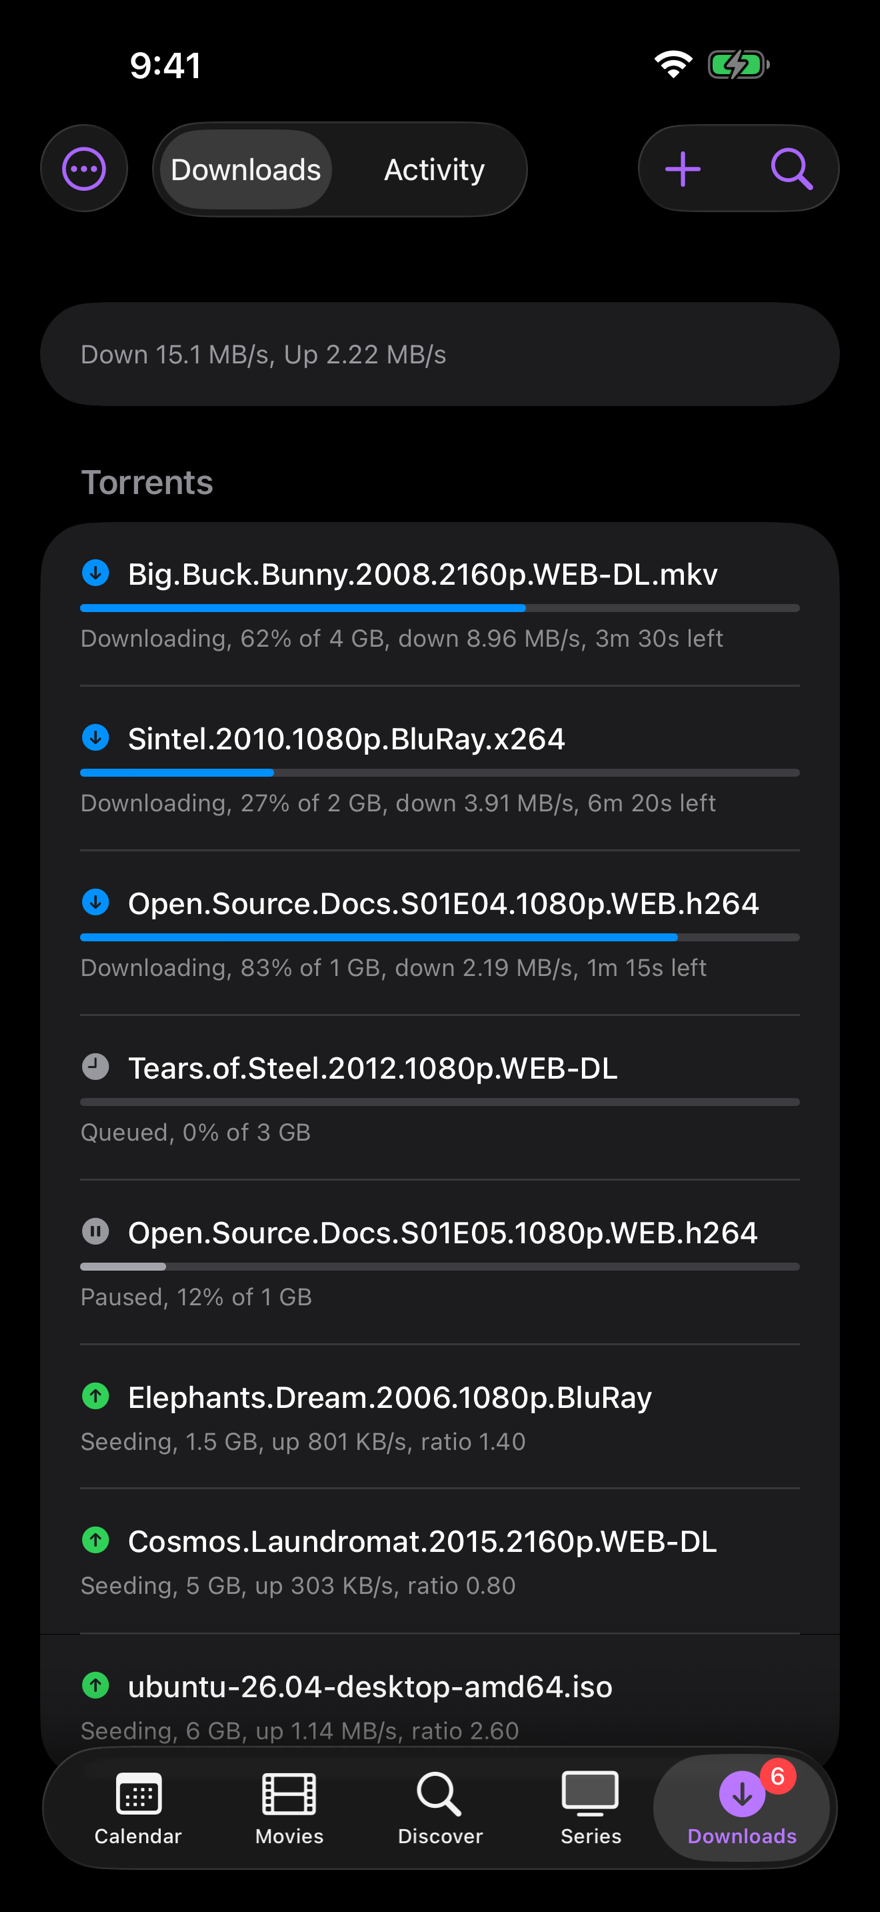 9:41
Downloads
Activity
Down 15.1 MB/s, Up 2.22 MB/s
Torrents
Big.Buck.Bunny.2008.2160p.WEB-DL.mkv
Downloading, 62% of 4 GB, down 8.96 MB/s, 3m 30s left
Sintel.2010.1080p.BluRay.x264
Downloading, 27% of 2 GB, down 3.91 MB/s, 6m 20s left
Open.Source.Docs.S01E04.1080p.WEB.h264
Downloading, 83% of 1 GB, down 2.19 MB/s, 1m 15s left
Tears.of.Steel.2012.1080p.WEB-DL
Queued, 0% of 3 GB
Open.Source.Docs.S01E05.1080p.WEB.h264
Paused, 12% of 1 GB
Elephants.Dream.2006.1080p.BluRay
Seeding, 1.5 GB, up 801 KB/s, ratio 1.40
Cosmos.Laundromat.2015.2160p.WEB-DL
Seeding, 5 GB, up 303 KB/s, ratio 0.80
ubuntu-26.04-desktop-amd64.iso
Seeding, 6 GB, up 1.14 MB/s, ratio 2.60
6
Calendar
Movies
Discover
Series
Downloads